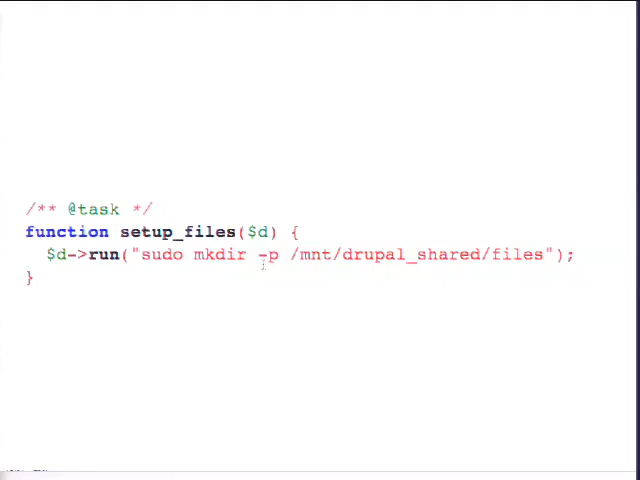 /** @task */
function setup_files($d) {
  $d->run("sudo mkdir -p /mnt/drupal_shared/files");
}